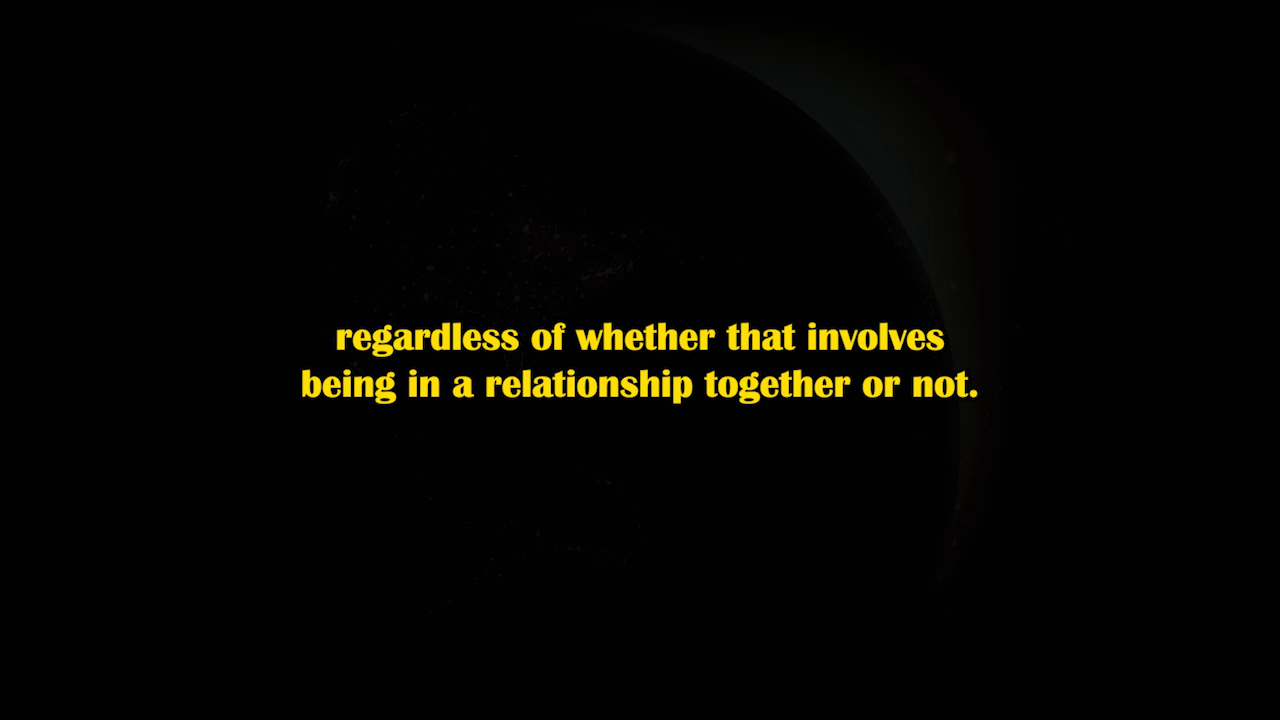 regardless of whether that involves
being in a relationship together or not.